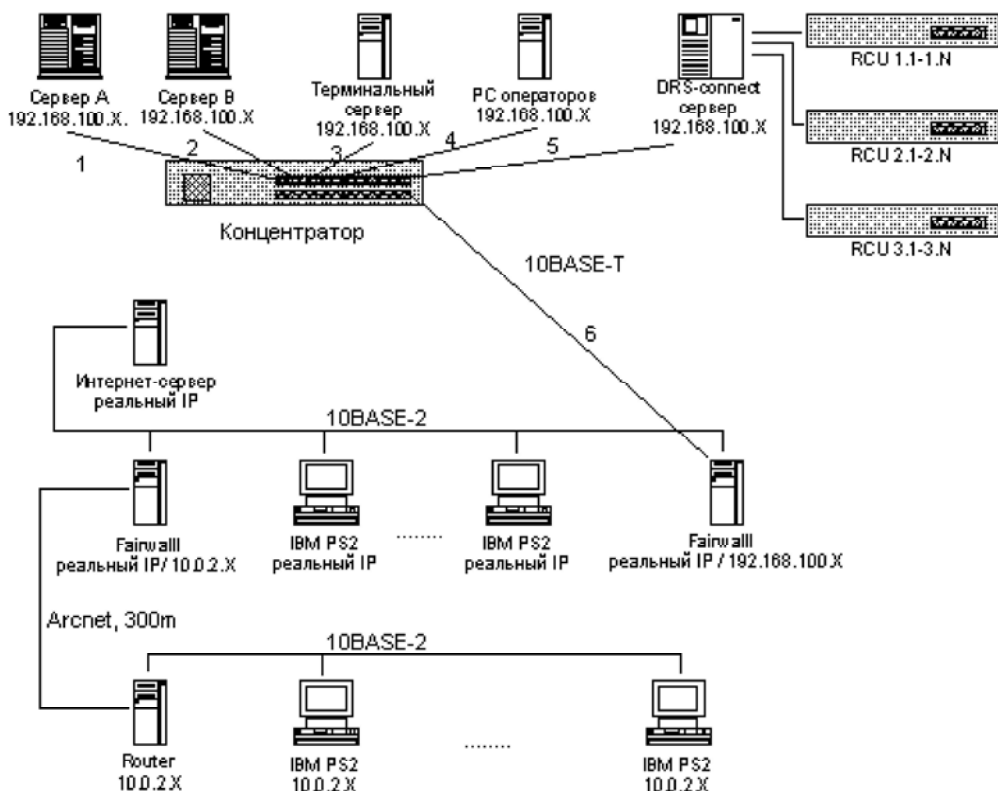 Сервер A
192.168.100.X.
Сервер B
192.168.100.X
Терминальный
сервер
192.168.100.X
PC операторов
192.168.100.X
DRS-connect
сервер
192.168.100.X
RCU 1.1-1.N
RCU 2.1-2.N
RCU 3.1-3.N
1
2
3
4
5
Концентратор
10BASE-T
6
Интернет-сервер
реальный IP
10BASE-2
Fairwalll
реальный IP/ 10.0.2.X
IBM PS2
реальный IP
........
IBM PS2
реальный IP
Fairwalll
реальный IP / 192.168.100.X
Arcnet, 300m
10BASE-2
Router
10.0.2.X
IBM PS2
10.0.2.X
........
IBM PS2
10.0.2.X